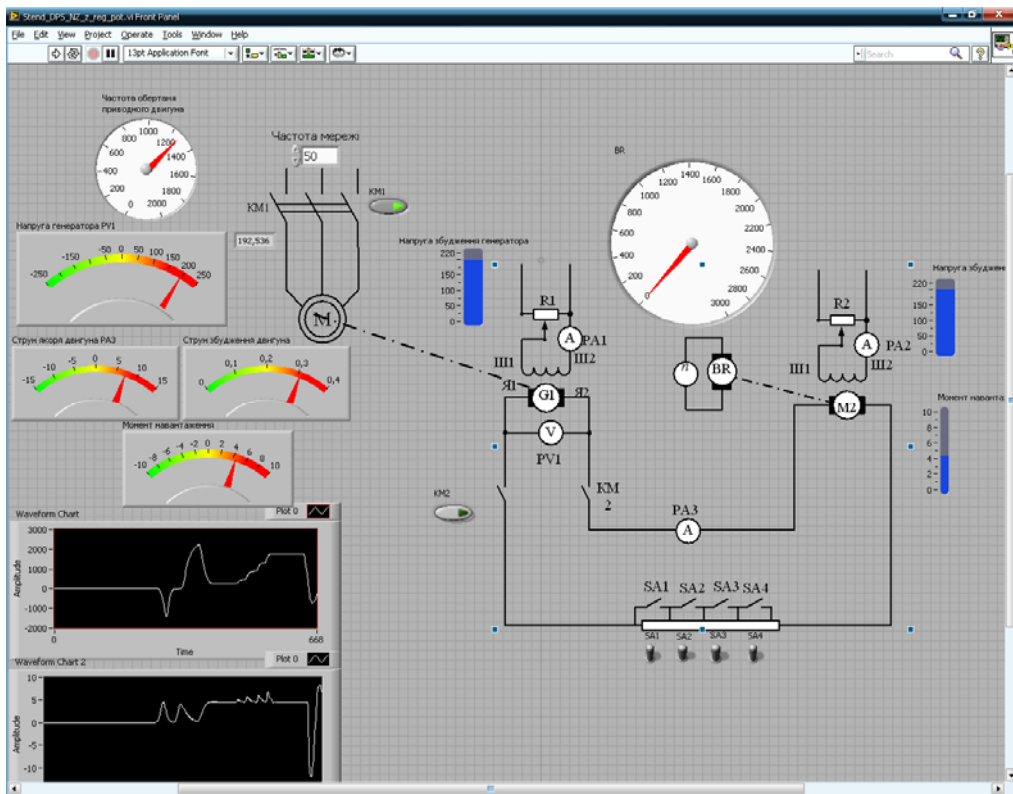 Stend_DPS_NZ_z_reg_pot.vi Front Panel
File Edit View Project Operate Tools Window Help
13pt Application Font
Search
Частота обертаня
приводного двигуна
0 200 400 600 800 1000 1200 1400 1600 1800 2000
Частота мережі
50
KM1
KM1
Напруга генератора PV1
-250 -150 -50 0 50 100 150 200 250
192,536
M
Струн якоря двигуна PA3
-15 -10 -5 0 5 10 15
Струн збудження двигуна
0 0,1 0,2 0,3 0,4
Момент навантаження
-10 -8 -6 -4 -2 0 2 4 6 8 10
Напруга збудження генератора
220
200
150
100
50
0
R1
A
PA1
Ш1
Ш2
Я1
G1
Я2
V
PV1
KM2
KM
2
PA3
A
BR
0 200 400 600 800 1000 1200 1400 1600 1800 2000 2200 2400 2600 2800 3000
n
BR
R2
A
PA2
Ш1
Ш2
M2
Напруга збуджен
220
200
150
100
50
0
Момент навантаж
10
8
6
4
2
0
SA1 SA2 SA3 SA4
SA1 SA2 SA3 SA4
Waveform Chart
Plot 0
Amplitude
3000
2000
1000
0
-1000
-2000
0
668
Time
Waveform Chart 2
Plot 0
Amplitude
10
5
0
-5
-10